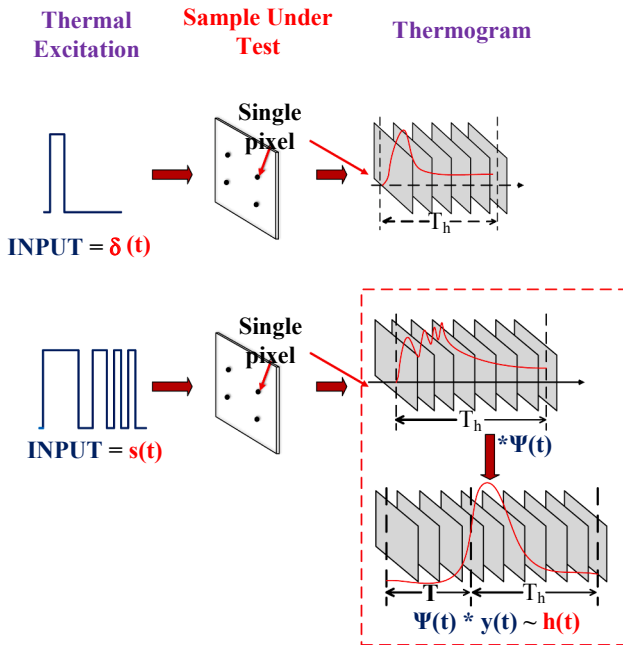 Thermal
Excitation
Sample Under
Test
Thermogram
Single
pixel
T_h
INPUT = δ(t)
Single
pixel
T_h
INPUT = s(t)
*Ψ(t)
T
T_h
Ψ(t) * y(t) ~ h(t)